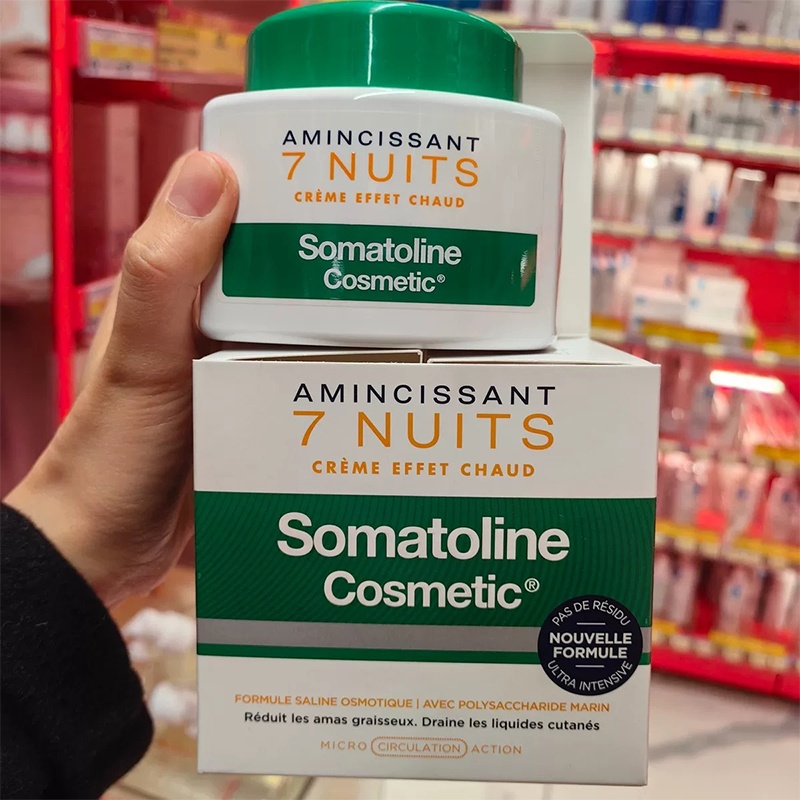 AMINCISSANT
7 NUITS
CRÈME EFFET CHAUD
Somatoline
Cosmetic®
AMINCISSANT
7 NUITS
CRÈME EFFET CHAUD
Somatoline
Cosmetic®
PAS DE RÉSIDU
NOUVELLE
FORMULE
ULTRA INTENSIVE
FORMULE SALINE OSMOTIQUE | AVEC POLYSACCHARIDE MARIN
Réduit les amas graisseux. Draine les liquides cutanés
MICRO CIRCULATION ACTION